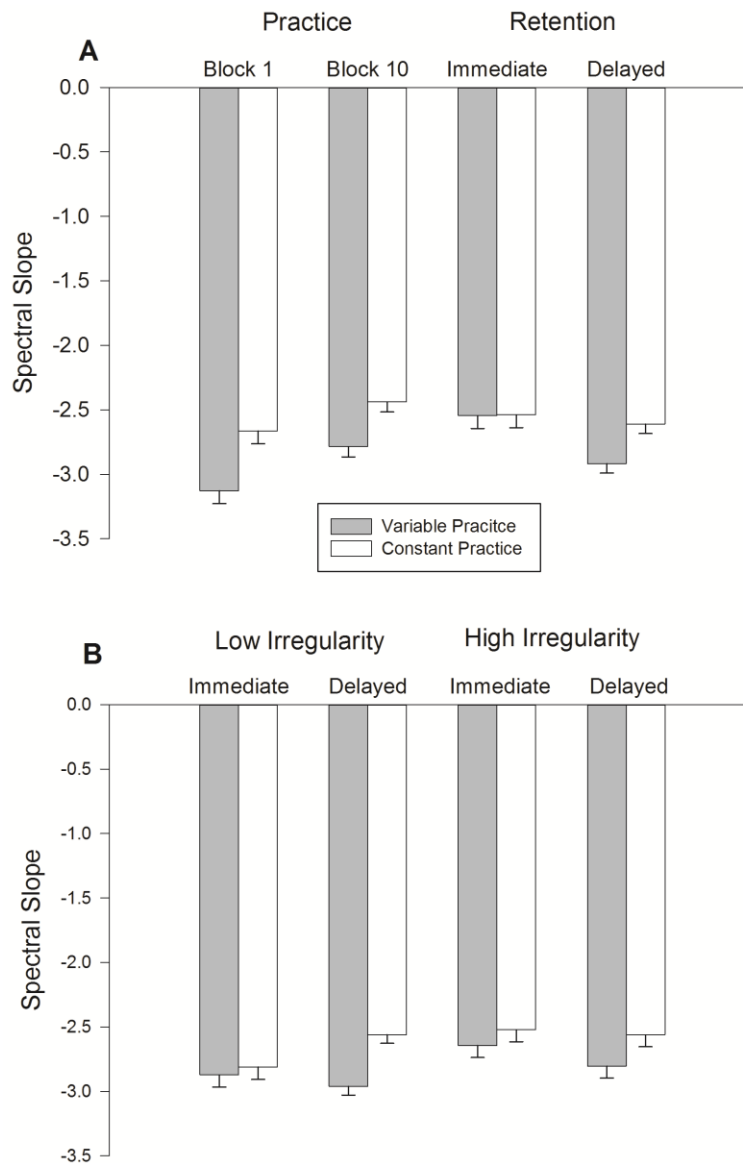 Practice Retention
A
Block 1 Block 10 Immediate Delayed
0.0
-0.5
-1.0
-1.5
-2.0
-2.5
-3.0
-3.5
Spectral Slope
Variable Pracitce
Constant Practice
Low Irregularity High Irregularity
B
Immediate Delayed Immediate Delayed
0.0
-0.5
-1.0
-1.5
-2.0
-2.5
-3.0
-3.5
Spectral Slope